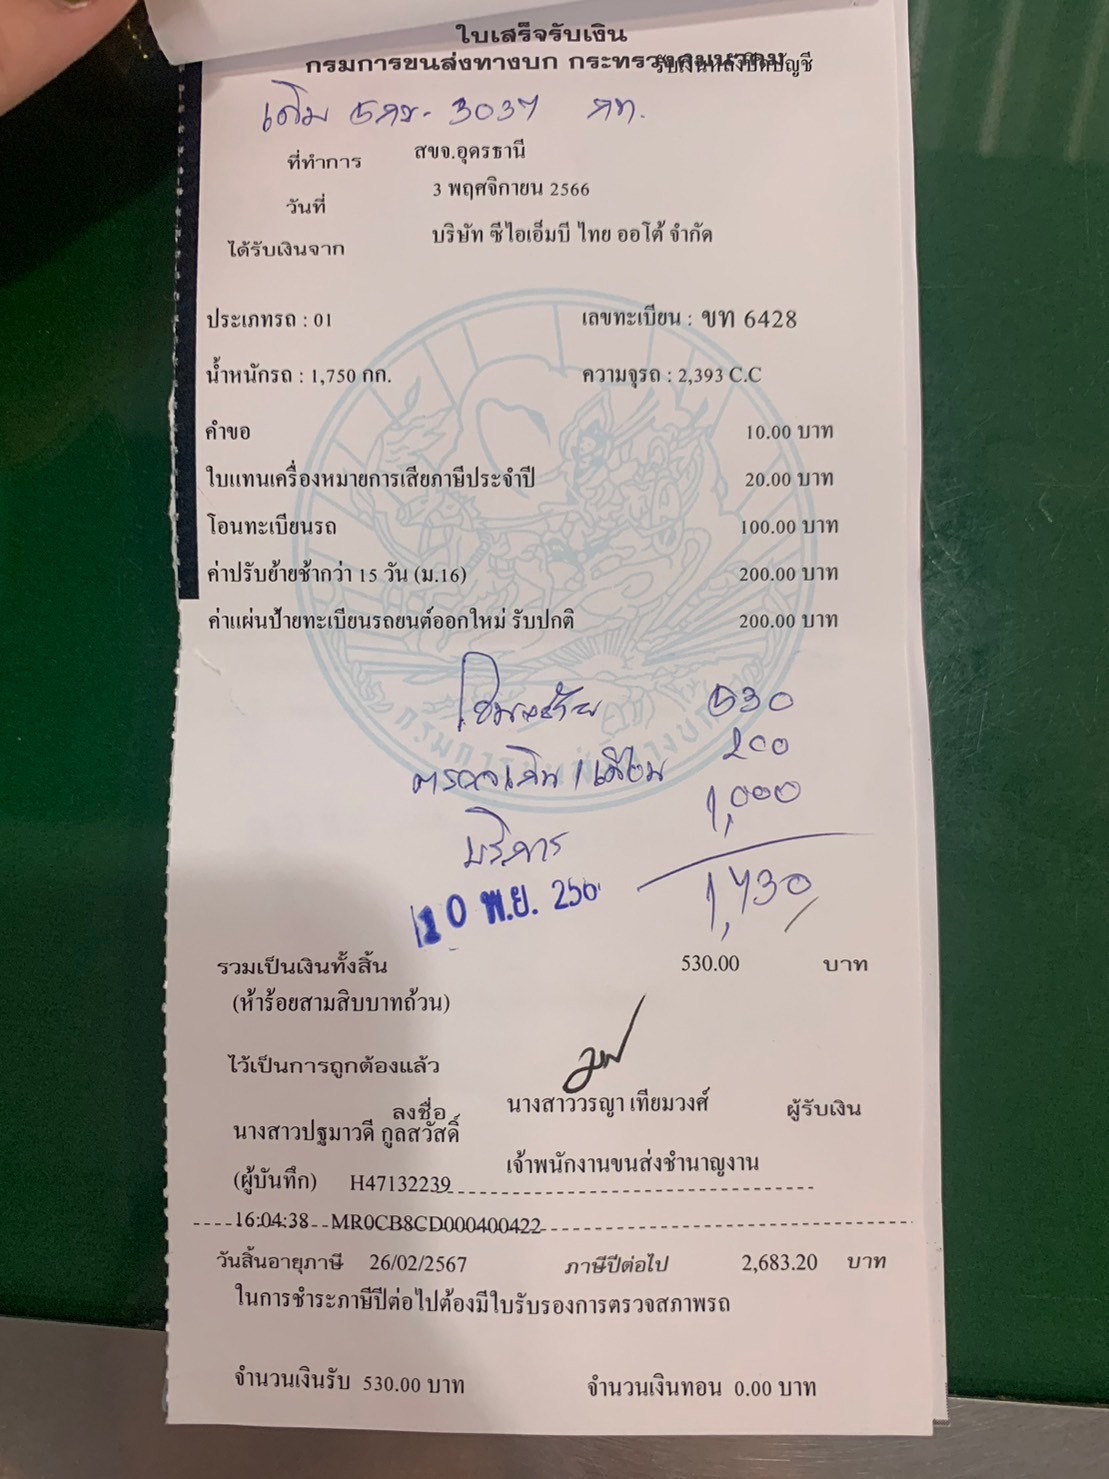 ใบเสร็จรับเงิน
กรมการขนส่งทางบก กระทรวงคมนาคม รับเงินหลังปิดบัญชี
เดิม 5กช- 3037 กท.
ที่ทำการ สขจ.อุดรธานี
วันที่ 3 พฤศจิกายน 2566
ได้รับเงินจาก บริษัท ซีไอเอ็มบี ไทย ออโต้ จำกัด
ประเภทรถ : 01 เลขทะเบียน : ขท 6428
น้ำหนักรถ : 1,750 กก. ความจุรถ : 2,393 C.C
คำขอ 10.00 บาท
ใบแทนเครื่องหมายการเสียภาษีประจำปี 20.00 บาท
โอนทะเบียนรถ 100.00 บาท
ค่าปรับย้ายช้ากว่า 15 วัน (ม.16) 200.00 บาท
ค่าแผ่นป้ายทะเบียนรถยนต์ออกใหม่ รับปกติ 200.00 บาท
530
200
1,000
บริการ
1,730
10 พ.ย. 256
รวมเป็นเงินทั้งสิ้น 530.00 บาท
(ห้าร้อยสามสิบบาทถ้วน)
ไว้เป็นการถูกต้องแล้ว
ลงชื่อ นางสาววรญา เทียมวงศ์ ผู้รับเงิน
นางสาวปฐมาวดี กูลสวัสดิ์
เจ้าพนักงานขนส่งชำนาญงาน
(ผู้บันทึก) H47132239
16:04:38 MR0CB8CD000400422
วันสิ้นอายุภาษี 26/02/2567 ภาษีปีต่อไป 2,683.20 บาท
ในการชำระภาษีปีต่อไปต้องมีใบรับรองการตรวจสภาพรถ
จำนวนเงินรับ 530.00 บาท จำนวนเงินทอน 0.00 บาท